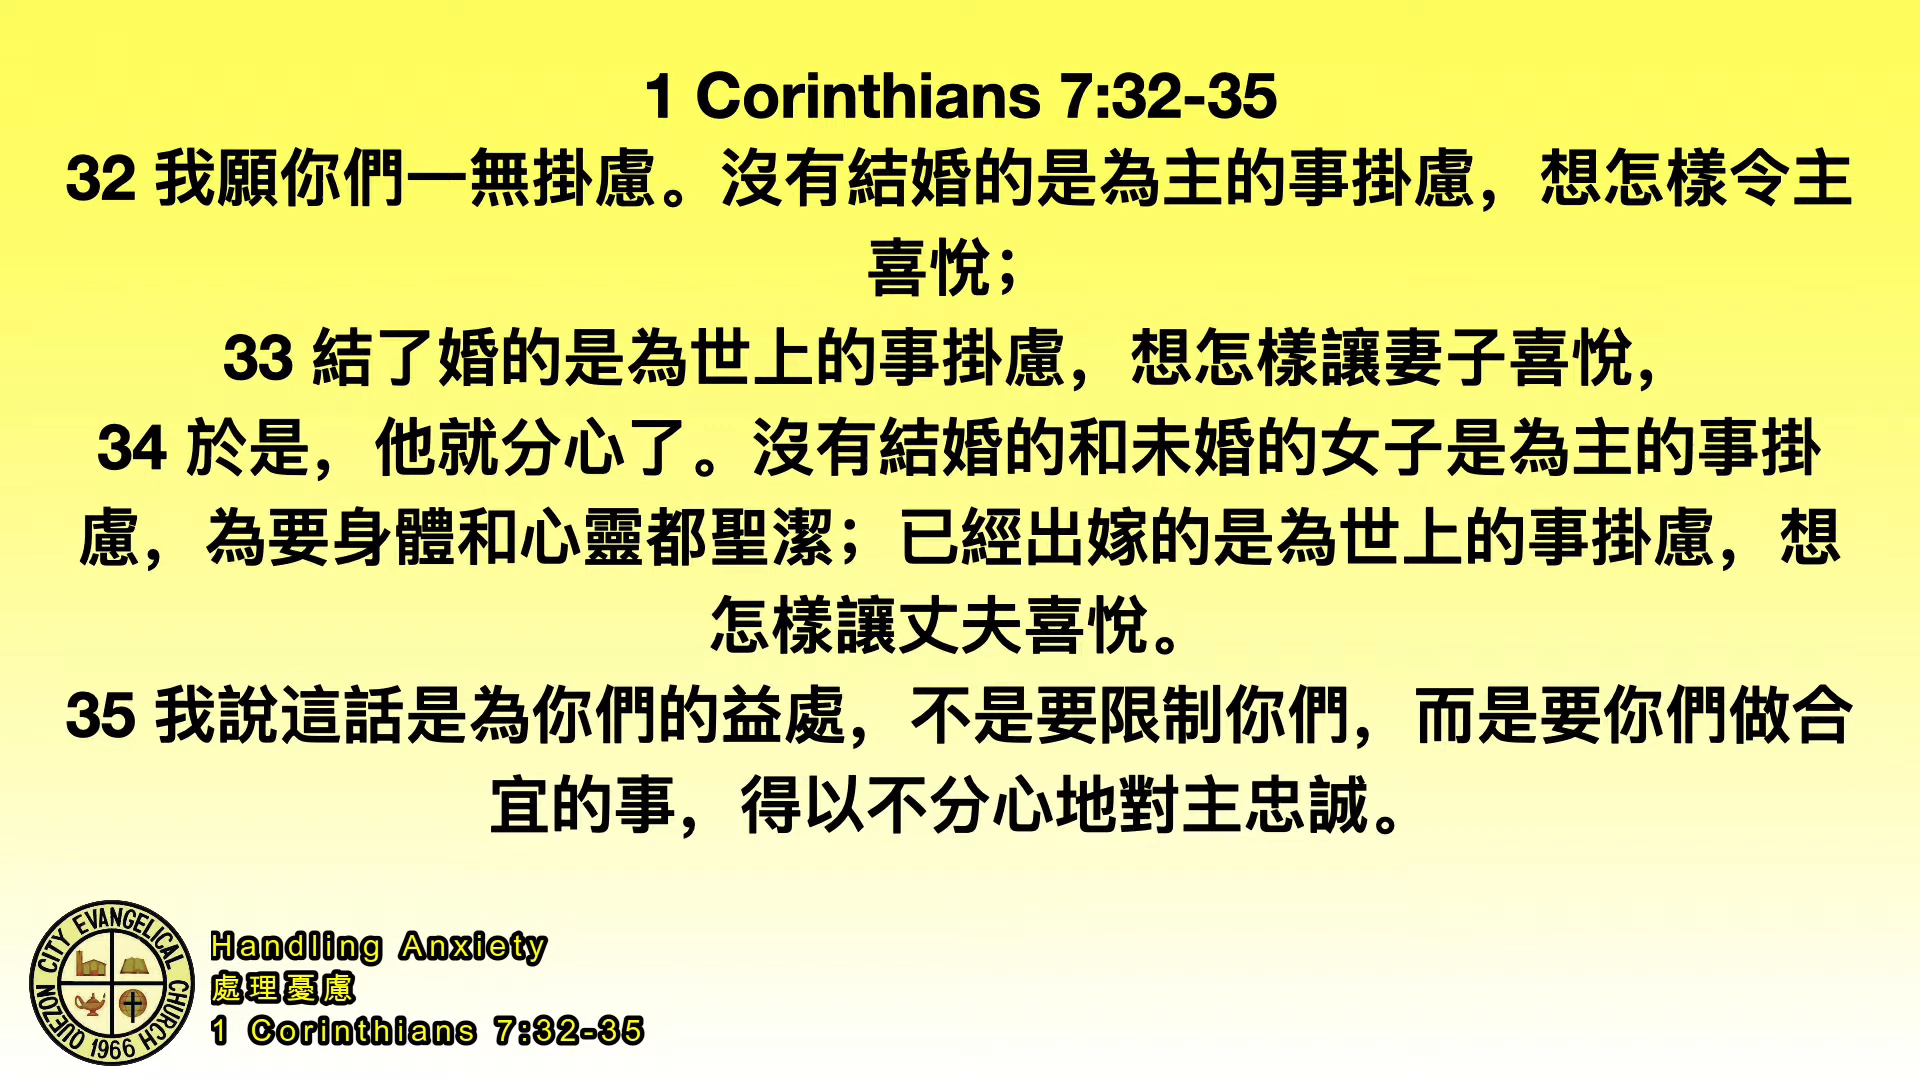 1 Corinthians 7:32-35
32 我願你們一無掛慮。沒有結婚的是為主的事掛慮，想怎樣令主
喜悅；
33 結了婚的是為世上的事掛慮，想怎樣讓妻子喜悅，
34 於是，他就分心了。沒有結婚的和未婚的女子是為主的事掛
慮，為要身體和心靈都聖潔；已經出嫁的是為世上的事掛慮，想
怎樣讓丈夫喜悅。
35 我說這話是為你們的益處，不是要限制你們，而是要你們做合
宜的事，得以不分心地對主忠誠。
QUEZON CITY EVANGELICAL CHURCH
1966
Handling Anxiety
處理憂慮
1 Corinthians 7:32-35